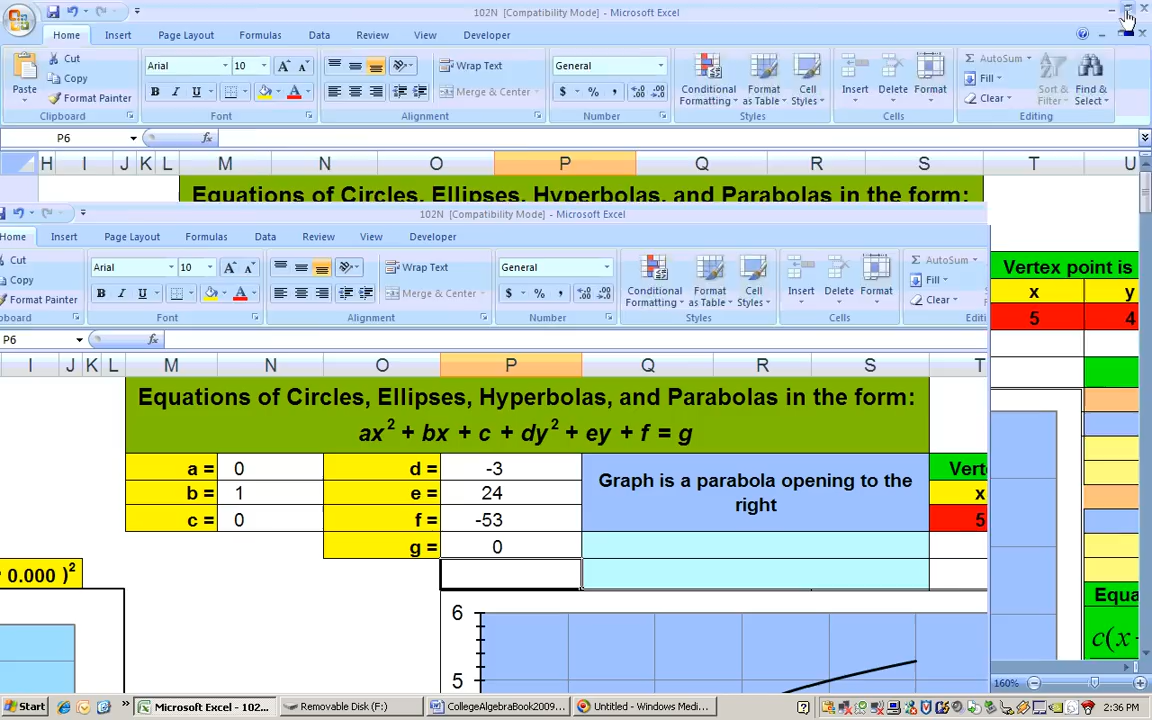 102N [Compatibility Mode] - Microsoft Excel
Home Insert Page Layout Formulas Data Review View Developer
Paste Cut Copy Format Painter
Arial 10
B I U A
Wrap Text
Merge & Center
General
$ % ,
Conditional Formatting Format as Table Cell Styles Insert Delete Format
AutoSum Fill Clear Sort & Filter Find & Select
Clipboard Font Alignment Number Styles Cells Editing
P6 fx
H I J K L M N O P Q R S T U
Equations of Circles, Ellipses, Hyperbolas, and Parabolas in the form:
102N [Compatibility Mode] - Microsoft Excel
Home Insert Page Layout Formulas Data Review View Developer
Cut
Copy
Format Painter
Arial 10
B I U A
Wrap Text
Merge & Center
General
$ % ,
Conditional Formatting Format as Table Cell Styles Insert Delete Format
AutoSum
Fill
Clear
Font Alignment Number Styles Cells Editi
P6 fx
I J K L M N O P Q R S T
Equations of Circles, Ellipses, Hyperbolas, and Parabolas in the form:
ax² + bx + c + dy² + ey + f = g
a = 0 d = -3
b = 1 e = 24
c = 0 f = -53
g = 0
Graph is a parabola opening to the
right
Vert
x
5
Vertex point is
x y
5 4
0.000 )²
6
5
Equa
c(x -
160%
Start Microsoft Excel - 102... Removable Disk (F:) CollegeAlgebraBook2009... Untitled - Windows Medi... 2:36 PM